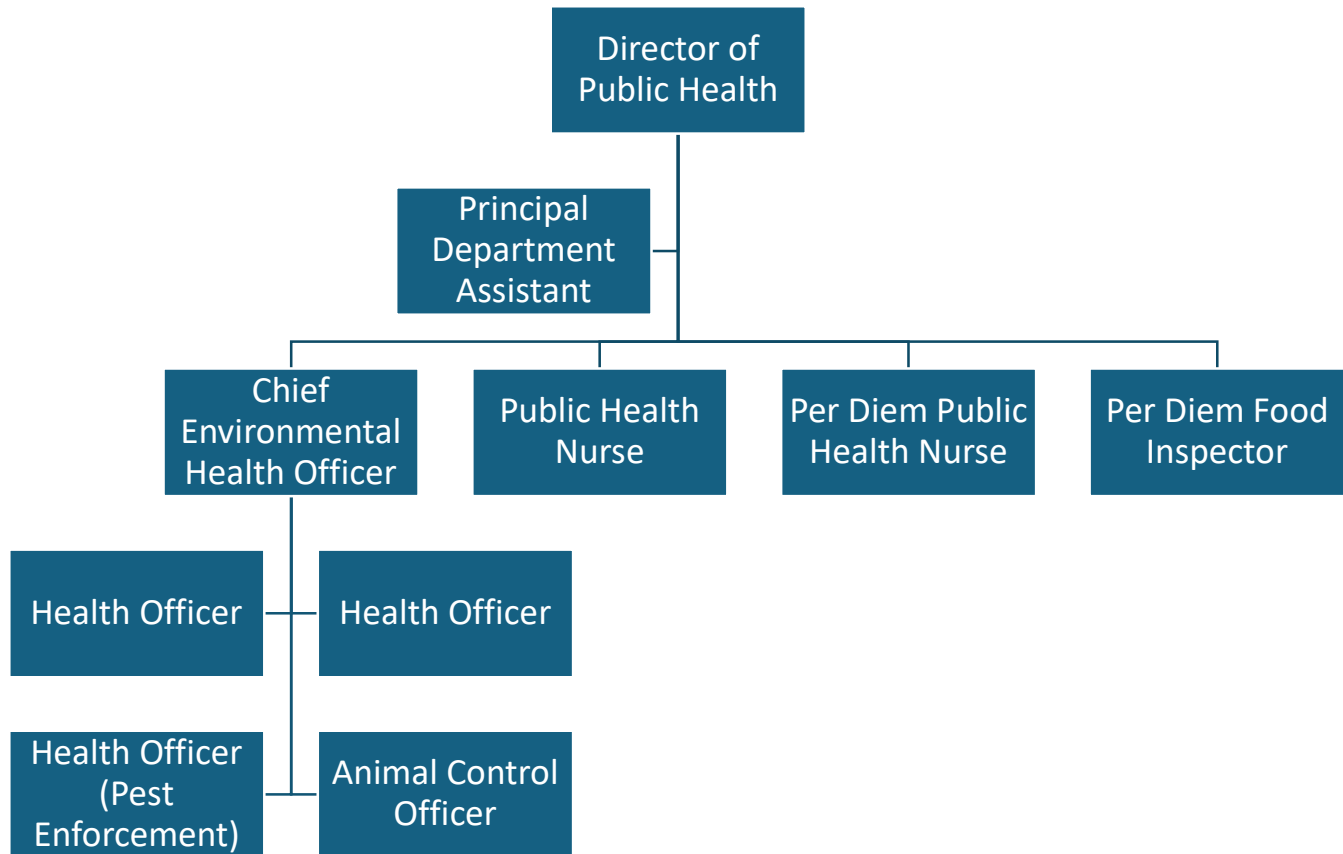 Director of
Public Health
Principal
Department
Assistant
Chief
Environmental
Health Officer
Public Health
Nurse
Per Diem Public
Health Nurse
Per Diem Food
Inspector
Health Officer
Health Officer
Health Officer
(Pest
Enforcement)
Animal Control
Officer